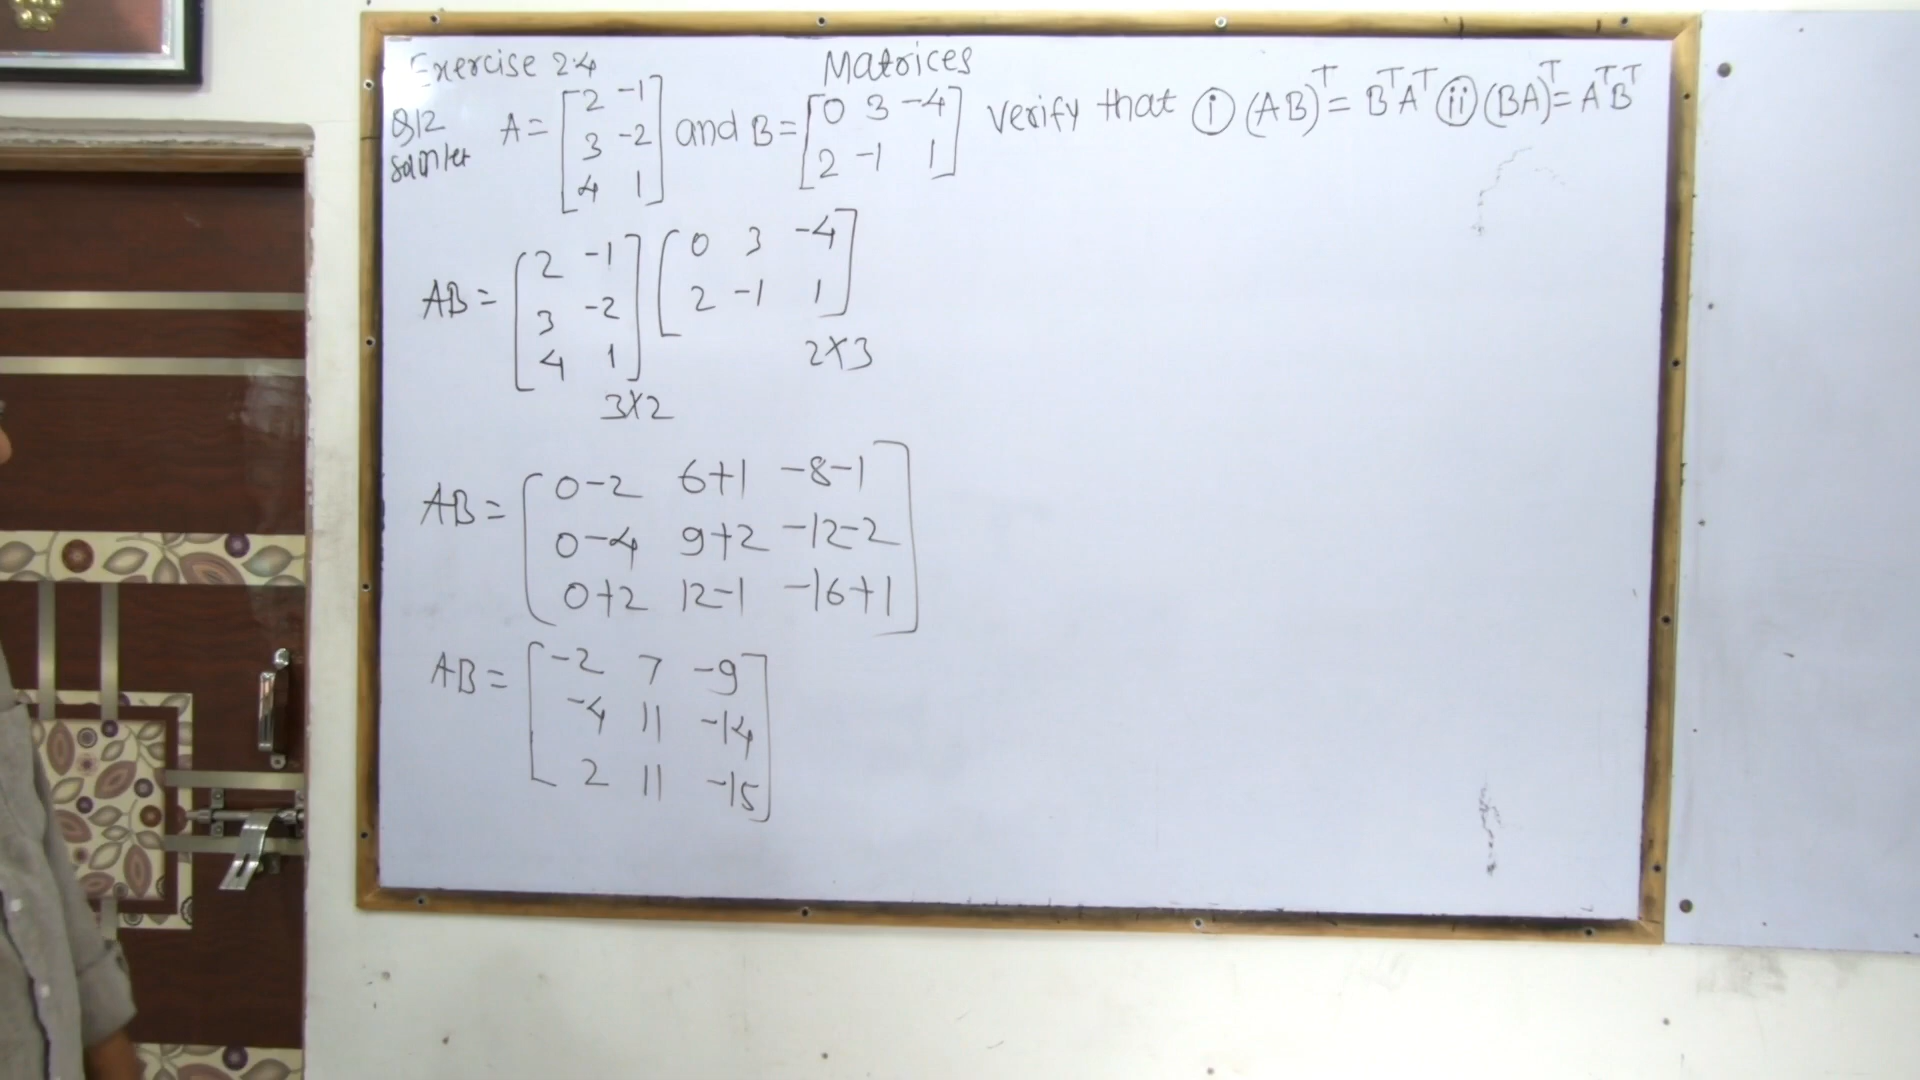 Exercise 2.4 Matrices
Q12 A = [2 -1; 3 -2; 4 1] and B = [0 3 -4; 2 -1 1] verify that ⓘ (AB)ᵀ = BᵀAᵀ ⓘⓘ (BA)ᵀ = AᵀBᵀ
AB = [2 -1; 3 -2; 4 1] [0 3 -4; 2 -1 1]
3×2 2×3
AB = [0-2 6+1 -8-1
0-4 9+2 -12-2
0+2 12-1 -16+1]
AB = [-2 7 -9
-4 11 -14
2 11 -15]